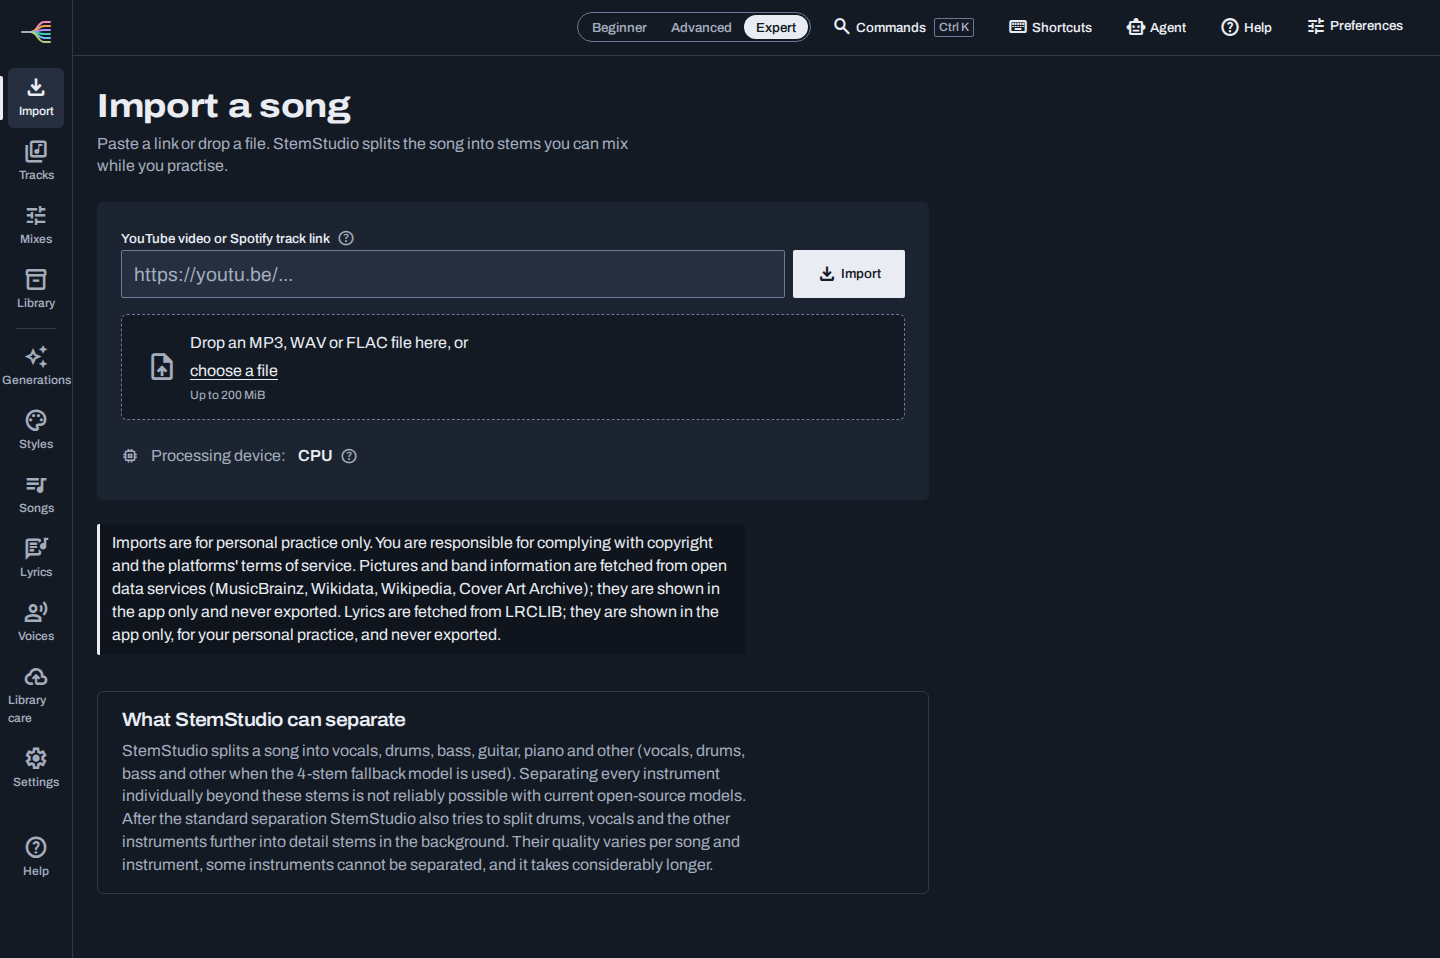 Beginner Advanced Expert Commands Ctrl K Shortcuts Agent Help Preferences
Import
Tracks
Mixes
Library
Generations
Styles
Songs
Lyrics
Voices
Library
care
Settings
Help
Import a song
Paste a link or drop a file. StemStudio splits the song into stems you can mix
while you practise.
YouTube video or Spotify track link
https://youtu.be/...
Import
Drop an MP3, WAV or FLAC file here, or
choose a file
Up to 200 MiB
Processing device: CPU
Imports are for personal practice only. You are responsible for complying with copyright
and the platforms' terms of service. Pictures and band information are fetched from open
data services (MusicBrainz, Wikidata, Wikipedia, Cover Art Archive); they are shown in
the app only and never exported. Lyrics are fetched from LRCLIB; they are shown in the
app only, for your personal practice, and never exported.
What StemStudio can separate
StemStudio splits a song into vocals, drums, bass, guitar, piano and other (vocals, drums,
bass and other when the 4-stem fallback model is used). Separating every instrument
individually beyond these stems is not reliably possible with current open-source models.
After the standard separation StemStudio also tries to split drums, vocals and the other
instruments further into detail stems in the background. Their quality varies per song and
instrument, some instruments cannot be separated, and it takes considerably longer.